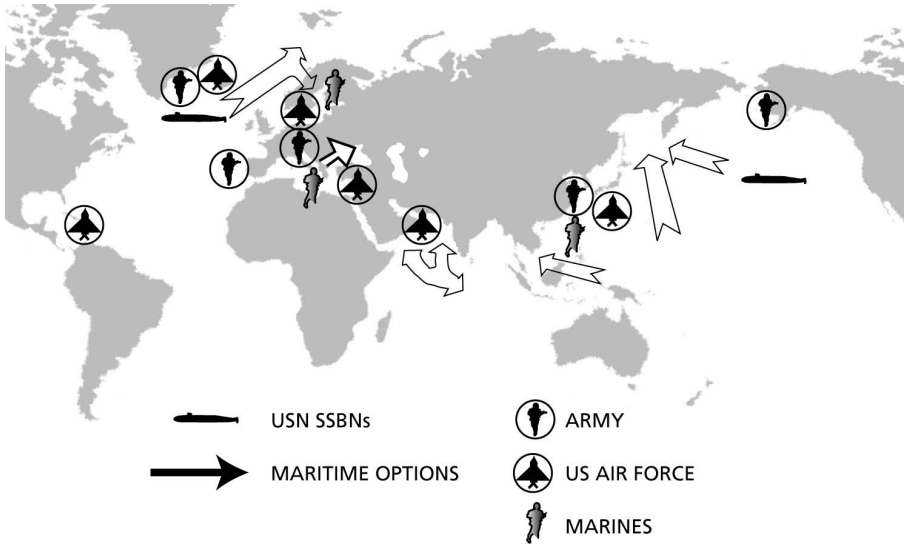 USN SSBNs
ARMY
MARITIME OPTIONS
US AIR FORCE
MARINES